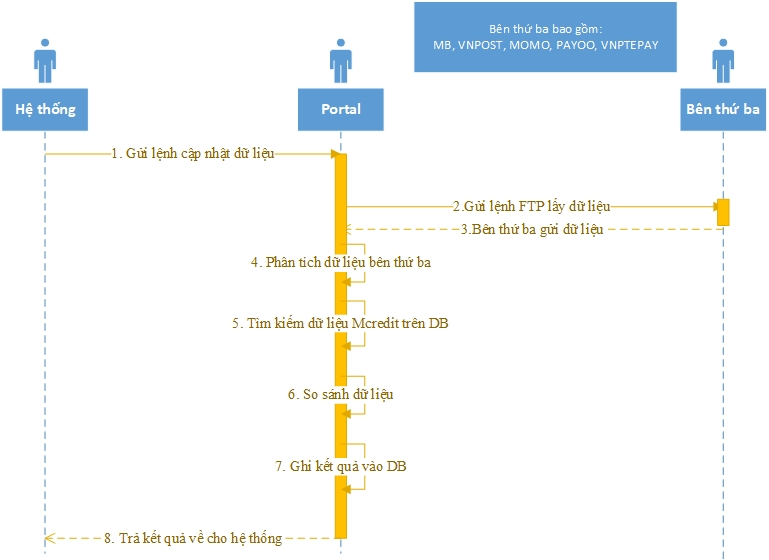 Bên thứ ba bao gồm:
MB, VNPOST, MOMO, PAYOO, VNPTEPAY
Hệ thống
Portal
Bên thứ ba
1. Gửi lệnh cập nhật dữ liệu
2.Gửi lệnh FTP lấy dữ liệu
3.Bên thứ ba gửi dữ liệu
4. Phân tích dữ liệu bên thứ ba
5. Tìm kiếm dữ liệu Mcredit trên DB
6. So sánh dữ liệu
7. Ghi kết quả vào DB
8. Trả kết quả về cho hệ thống